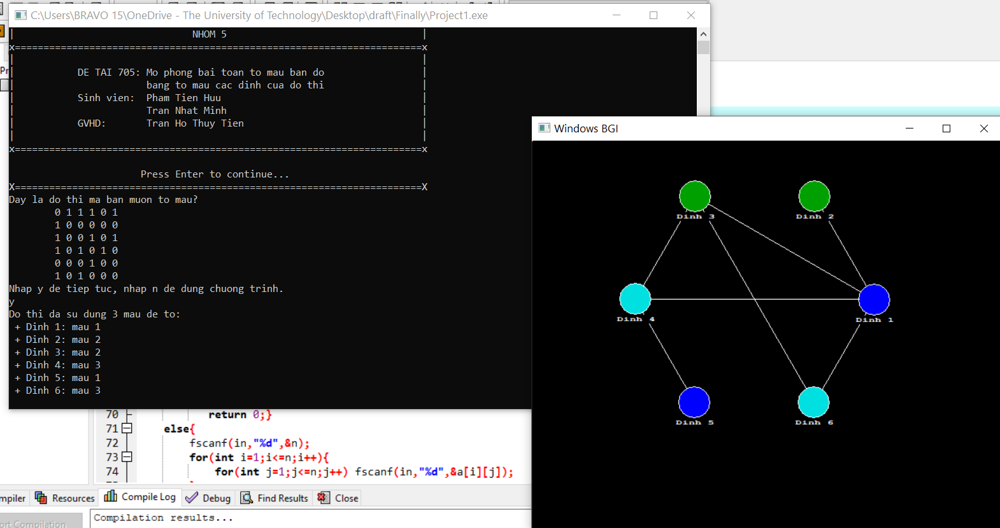 C:\Users\BRAVO 15\OneDrive - The University of Technology\Desktop\draft\Finally\Project1.exe
NHOM 5
x=======================================================================x
DE TAI 705: Mo phong bai toan to mau ban do
bang to mau cac dinh cua do thi
Sinh vien: Pham Tien Huu
Tran Nhat Minh
GVHD: Tran Ho Thuy Tien
x=======================================================================x
Press Enter to continue...
X=======================================================================X
Day la do thi ma ban muon to mau?
0 1 1 1 0 1
1 0 0 0 0 0
1 0 0 1 0 1
1 0 1 0 1 0
0 0 0 1 0 0
1 0 1 0 0 0
Nhap y de tiep tuc, nhap n de dung chuong trinh.
y
Do thi da su dung 3 mau de to:
+ Dinh 1: mau 1
+ Dinh 2: mau 2
+ Dinh 3: mau 2
+ Dinh 4: mau 3
+ Dinh 5: mau 1
+ Dinh 6: mau 3
Windows BGI
Dinh 3
Dinh 2
Dinh 4
Dinh 1
Dinh 5
Dinh 6
70 return 0;}
71 else{
72 fscanf(in,"%d",&n);
73 for(int i=1;i<=n;i++){
74 for(int j=1;j<=n;j++) fscanf(in,"%d",&a[i][j]);
mpiler Resources Compile Log Debug Find Results Close
ort Compilation
Compilation results...